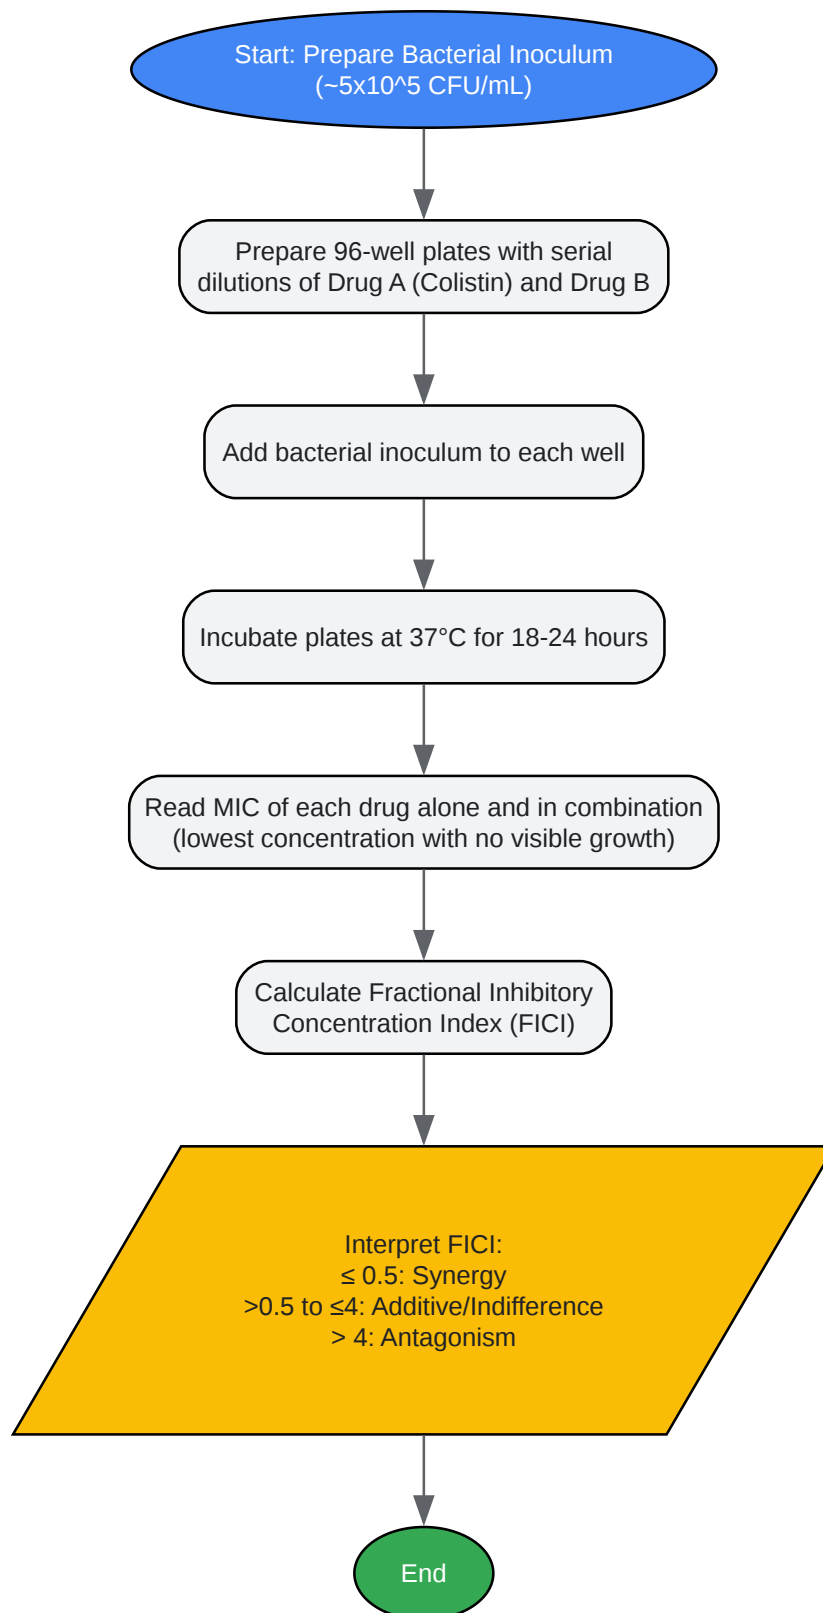 Start: Prepare Bacterial Inoculum
(~5x10^5 CFU/mL)
Prepare 96-well plates with serial
dilutions of Drug A (Colistin) and Drug B
Add bacterial inoculum to each well
Incubate plates at 37°C for 18-24 hours
Read MIC of each drug alone and in combination
(lowest concentration with no visible growth)
Calculate Fractional Inhibitory
Concentration Index (FICI)
Interpret FICI:
≤ 0.5: Synergy
>0.5 to ≤4: Additive/Indifference
> 4: Antagonism
End